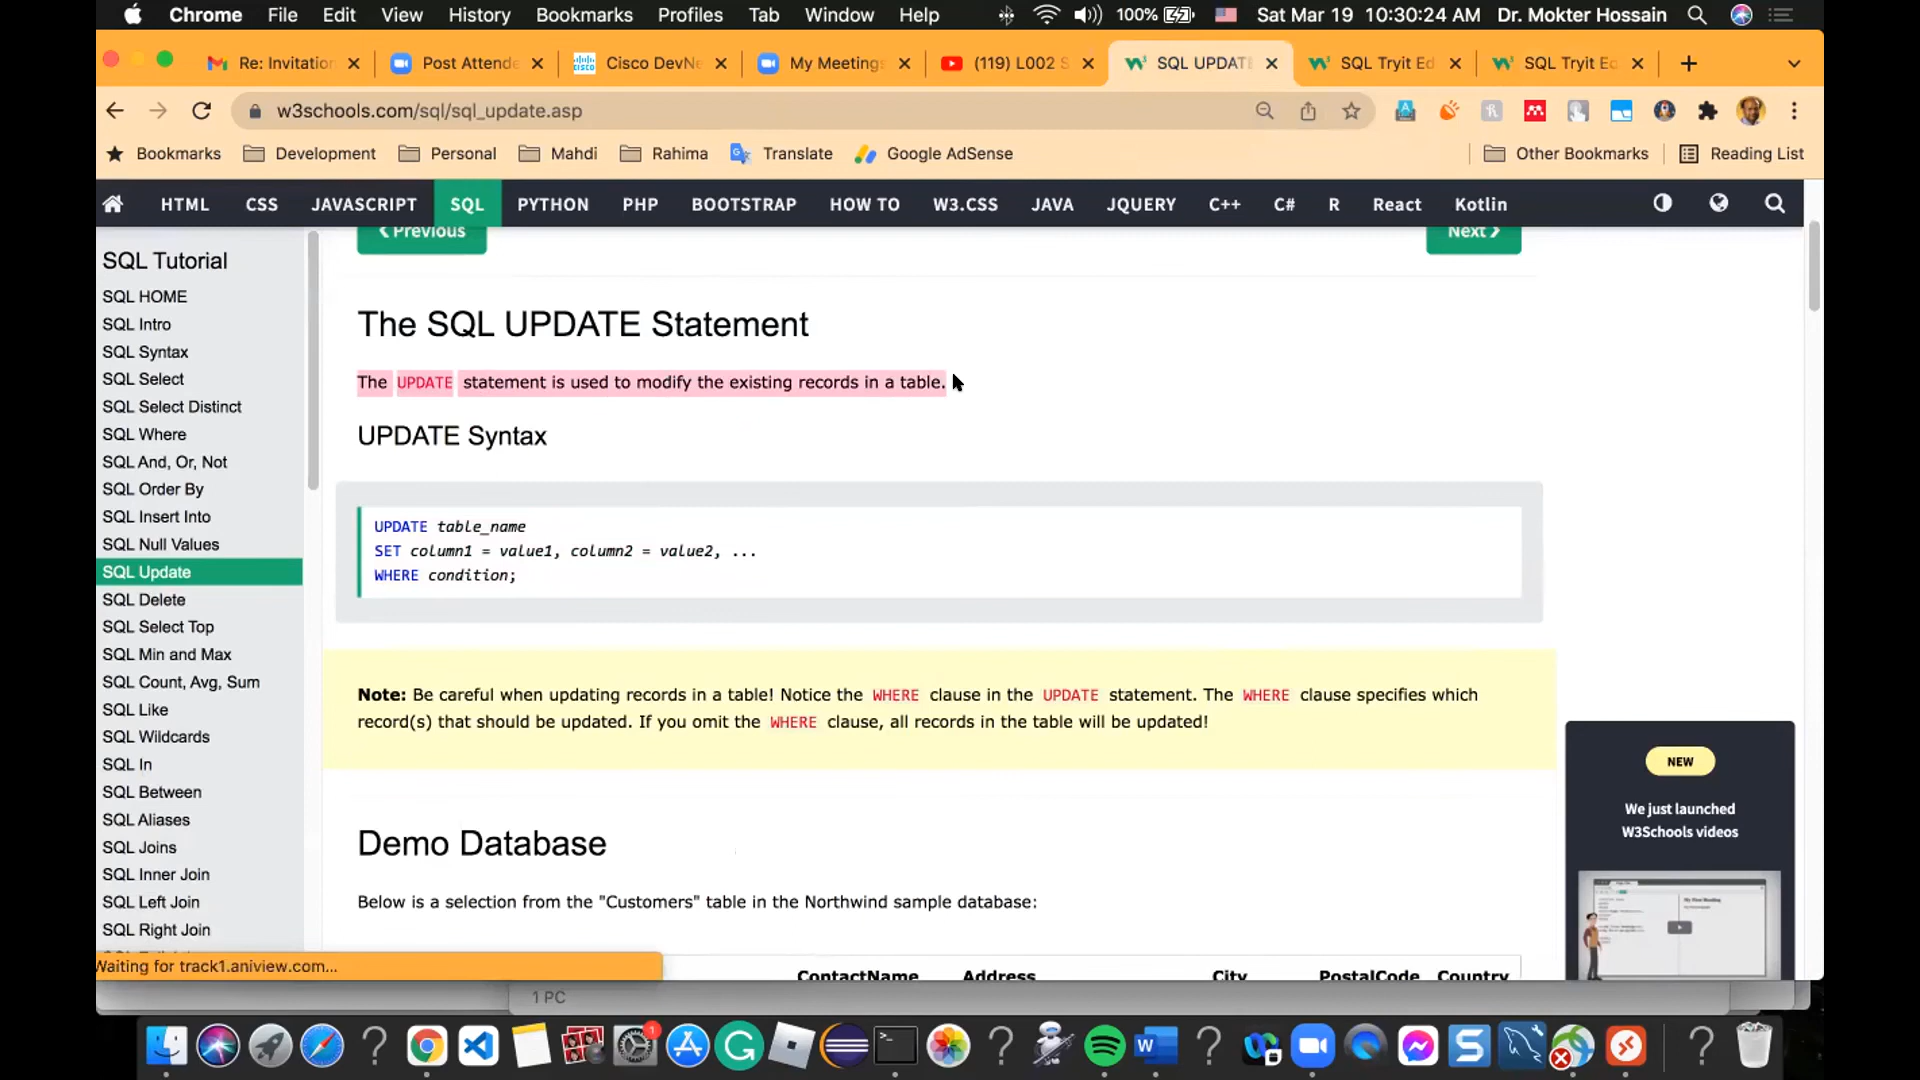 Chrome File Edit View History Bookmarks Profiles Tab Window Help 100% Sat Mar 19 10:30:24 AM Dr. Mokter Hossain
Re: Invitation Post Attende Cisco DevNe My Meetings (119) L002 S SQL UPDATE SQL Tryit Ed SQL Tryit Ed
w3schools.com/sql/sql_update.asp
Bookmarks Development Personal Mahdi Rahima Translate Google AdSense Other Bookmarks Reading List
HTML CSS JAVASCRIPT SQL PYTHON PHP BOOTSTRAP HOW TO W3.CSS JAVA JQUERY C++ C# R React Kotlin
❮ Previous
Next ❯
SQL Tutorial
SQL HOME
SQL Intro
SQL Syntax
SQL Select
SQL Select Distinct
SQL Where
SQL And, Or, Not
SQL Order By
SQL Insert Into
SQL Null Values
SQL Update
SQL Delete
SQL Select Top
SQL Min and Max
SQL Count, Avg, Sum
SQL Like
SQL Wildcards
SQL In
SQL Between
SQL Aliases
SQL Joins
SQL Inner Join
SQL Left Join
SQL Right Join
The SQL UPDATE Statement
The UPDATE statement is used to modify the existing records in a table.
UPDATE Syntax
UPDATE table_name
SET column1 = value1, column2 = value2, ...
WHERE condition;
Note: Be careful when updating records in a table! Notice the WHERE clause in the UPDATE statement. The WHERE clause specifies which
record(s) that should be updated. If you omit the WHERE clause, all records in the table will be updated!
Demo Database
Below is a selection from the "Customers" table in the Northwind sample database:
ContactName Address City PostalCode Country
NEW
We just launched
W3Schools videos
Waiting for track1.aniview.com...
1 PC